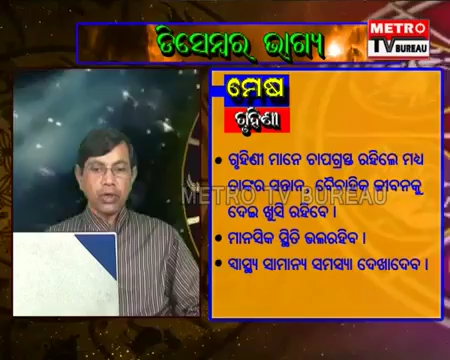 ଡିସେମ୍ବର ଭାଗ୍ୟ
METRO
TV BUREAU
ମେଷ
ଗୃହିଣୀ
• ଗୃହିଣୀ ମାନେ ଚାପଗ୍ରସ୍ତ ରହିଲେ ମଧ୍ୟ
ତାଙ୍କର ସନ୍ତାନ, ବୈବାହିକ ଜୀବନକୁ
ନେଇ ଖୁସି ରହିବେ ।
• ମାନସିକ ସ୍ଥିତି ଭଲରହିବ ।
• ସ୍ୱାସ୍ଥ୍ୟ ସାମାନ୍ୟ ସମସ୍ୟା ଦେଖାଦେବ ।
METRO TV BUREAU